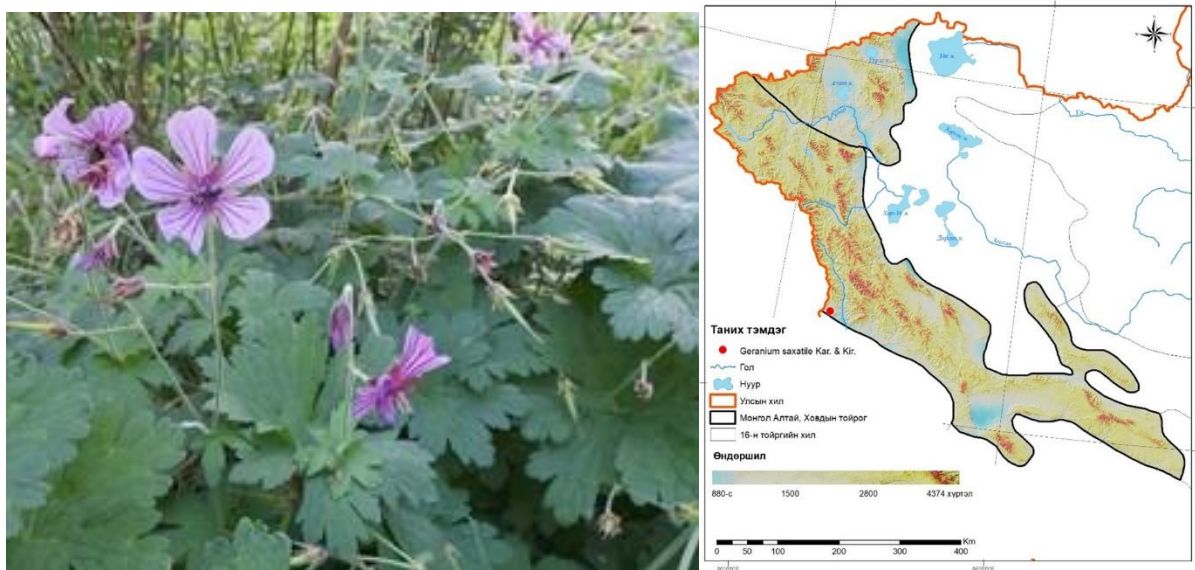 Увс н.
Таних тэмдэг
Geranium saxatile Kar. & Kir.
Гол
Нуур
Улсын хил
Монгол Алтай, Ховдын тойрог
16-н тойргийн хил
Өндөршил
880-с 1500 2800 4374 хүртэл
Km
0 50 100 200 300 400